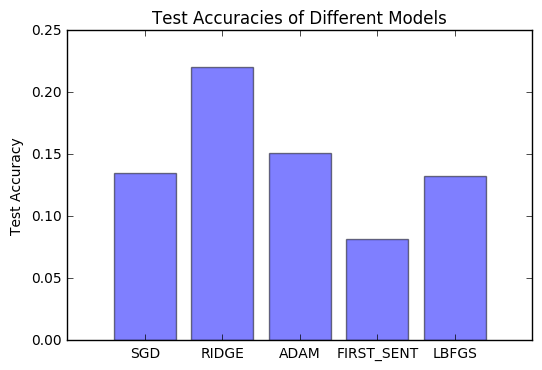 Test Accuracies of Different Models
Test Accuracy
0.25
0.20
0.15
0.10
0.05
0.00
SGD RIDGE ADAM FIRST_SENT LBFGS